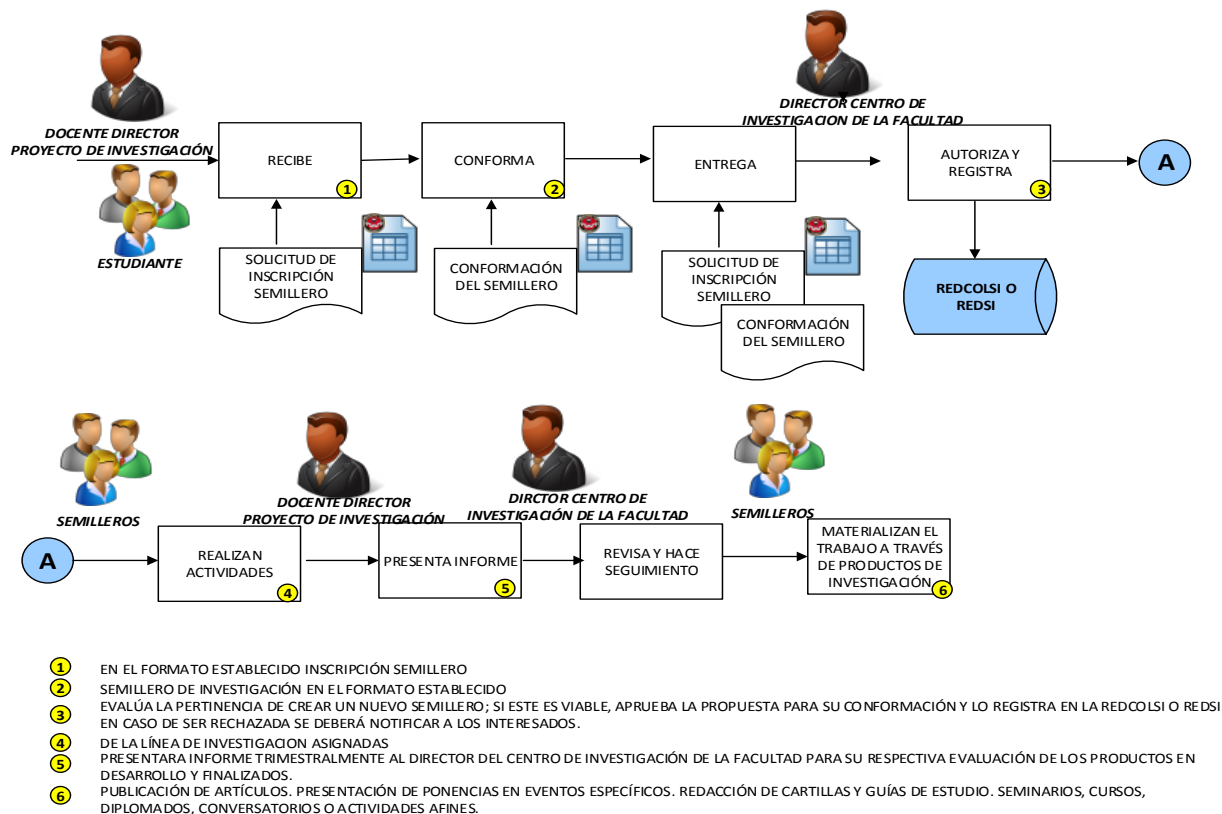 DOCENTE DIRECTOR
PROYECTO DE INVESTIGACIÓN
ESTUDIANTE
RECIBE
1
SOLICITUD DE
INSCRIPCIÓN
SEMILLERO
CONFORMA
2
CONFORMACIÓN
DEL SEMILLERO
ENTREGA
SOLICITUD DE
INSCRIPCIÓN
SEMILLERO
CONFORMACIÓN
DEL SEMILLERO
DIRECTOR CENTRO DE
INVESTIGACION DE LA FACULTAD
AUTORIZA Y
REGISTRA
3
A
REDCOLSI O
REDSI
SEMILLEROS
A
REALIZAN
ACTIVIDADES
4
DOCENTE DIRECTOR
PROYECTO DE INVESTIGACIÓN
PRESENTA INFORME
5
DIRCTOR CENTRO DE
INVESTIGACIÓN DE LA FACULTAD
REVISA Y HACE
SEGUIMIENTO
SEMILLEROS
MATERIALIZAN EL
TRABAJO A TRAVÉS
DE PRODUCTOS DE
INVESTIGACIÓN
6
1 EN EL FORMATO ESTABLECIDO INSCRIPCIÓN SEMILLERO
2 SEMILLERO DE INVESTIGACIÓN EN EL FORMATO ESTABLECIDO
3 EVALÚA LA PERTINENCIA DE CREAR UN NUEVO SEMILLERO; SI ESTE ES VIABLE, APRUEBA LA PROPUESTA PARA SU CONFORMACIÓN Y LO REGISTRA EN LA REDCOLSI O REDSI
EN CASO DE SER RECHAZADA SE DEBERÁ NOTIFICAR A LOS INTERESADOS.
4 DE LA LÍNEA DE INVESTIGACION ASIGNADAS
5 PRESENTARA INFORME TRIMESTRALMENTE AL DIRECTOR DEL CENTRO DE INVESTIGACIÓN DE LA FACULTAD PARA SU RESPECTIVA EVALUACIÓN DE LOS PRODUCTOS EN
DESARROLLO Y FINALIZADOS.
6 PUBLICACIÓN DE ARTÍCULOS. PRESENTACIÓN DE PONENCIAS EN EVENTOS ESPECÍFICOS. REDACCIÓN DE CARTILLAS Y GUÍAS DE ESTUDIO. SEMINARIOS, CURSOS,
DIPLOMADOS, CONVERSATORIOS O ACTIVIDADES AFINES.